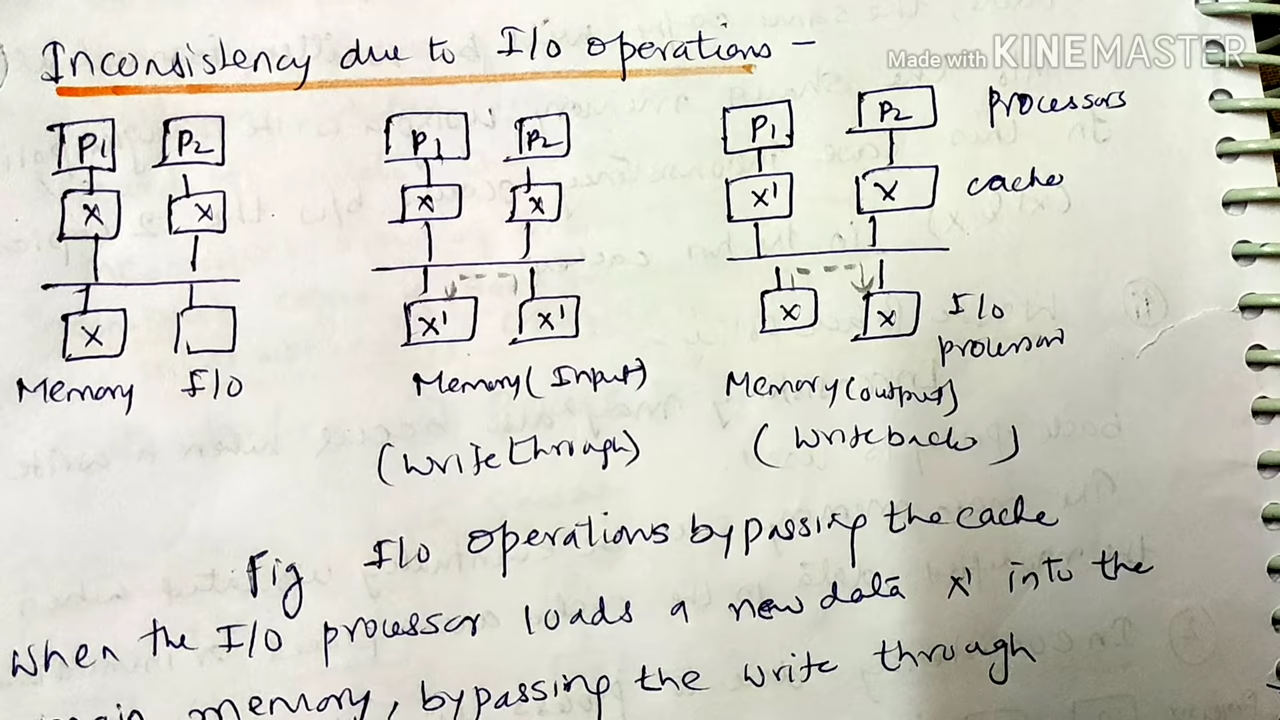 Inconsistency due to I/O operations -
Made with KINEMASTER
P1 P2 P1 P2 P1 P2 processors
X X X X X' X cache
X X' X' X X I/O
processor
Memory I/O Memory (Input) Memory (output)
(Write through) (Write back)
Fig I/O operations bypassing the cache
When the I/O processor loads a new data X' into the
main memory, bypassing the write through